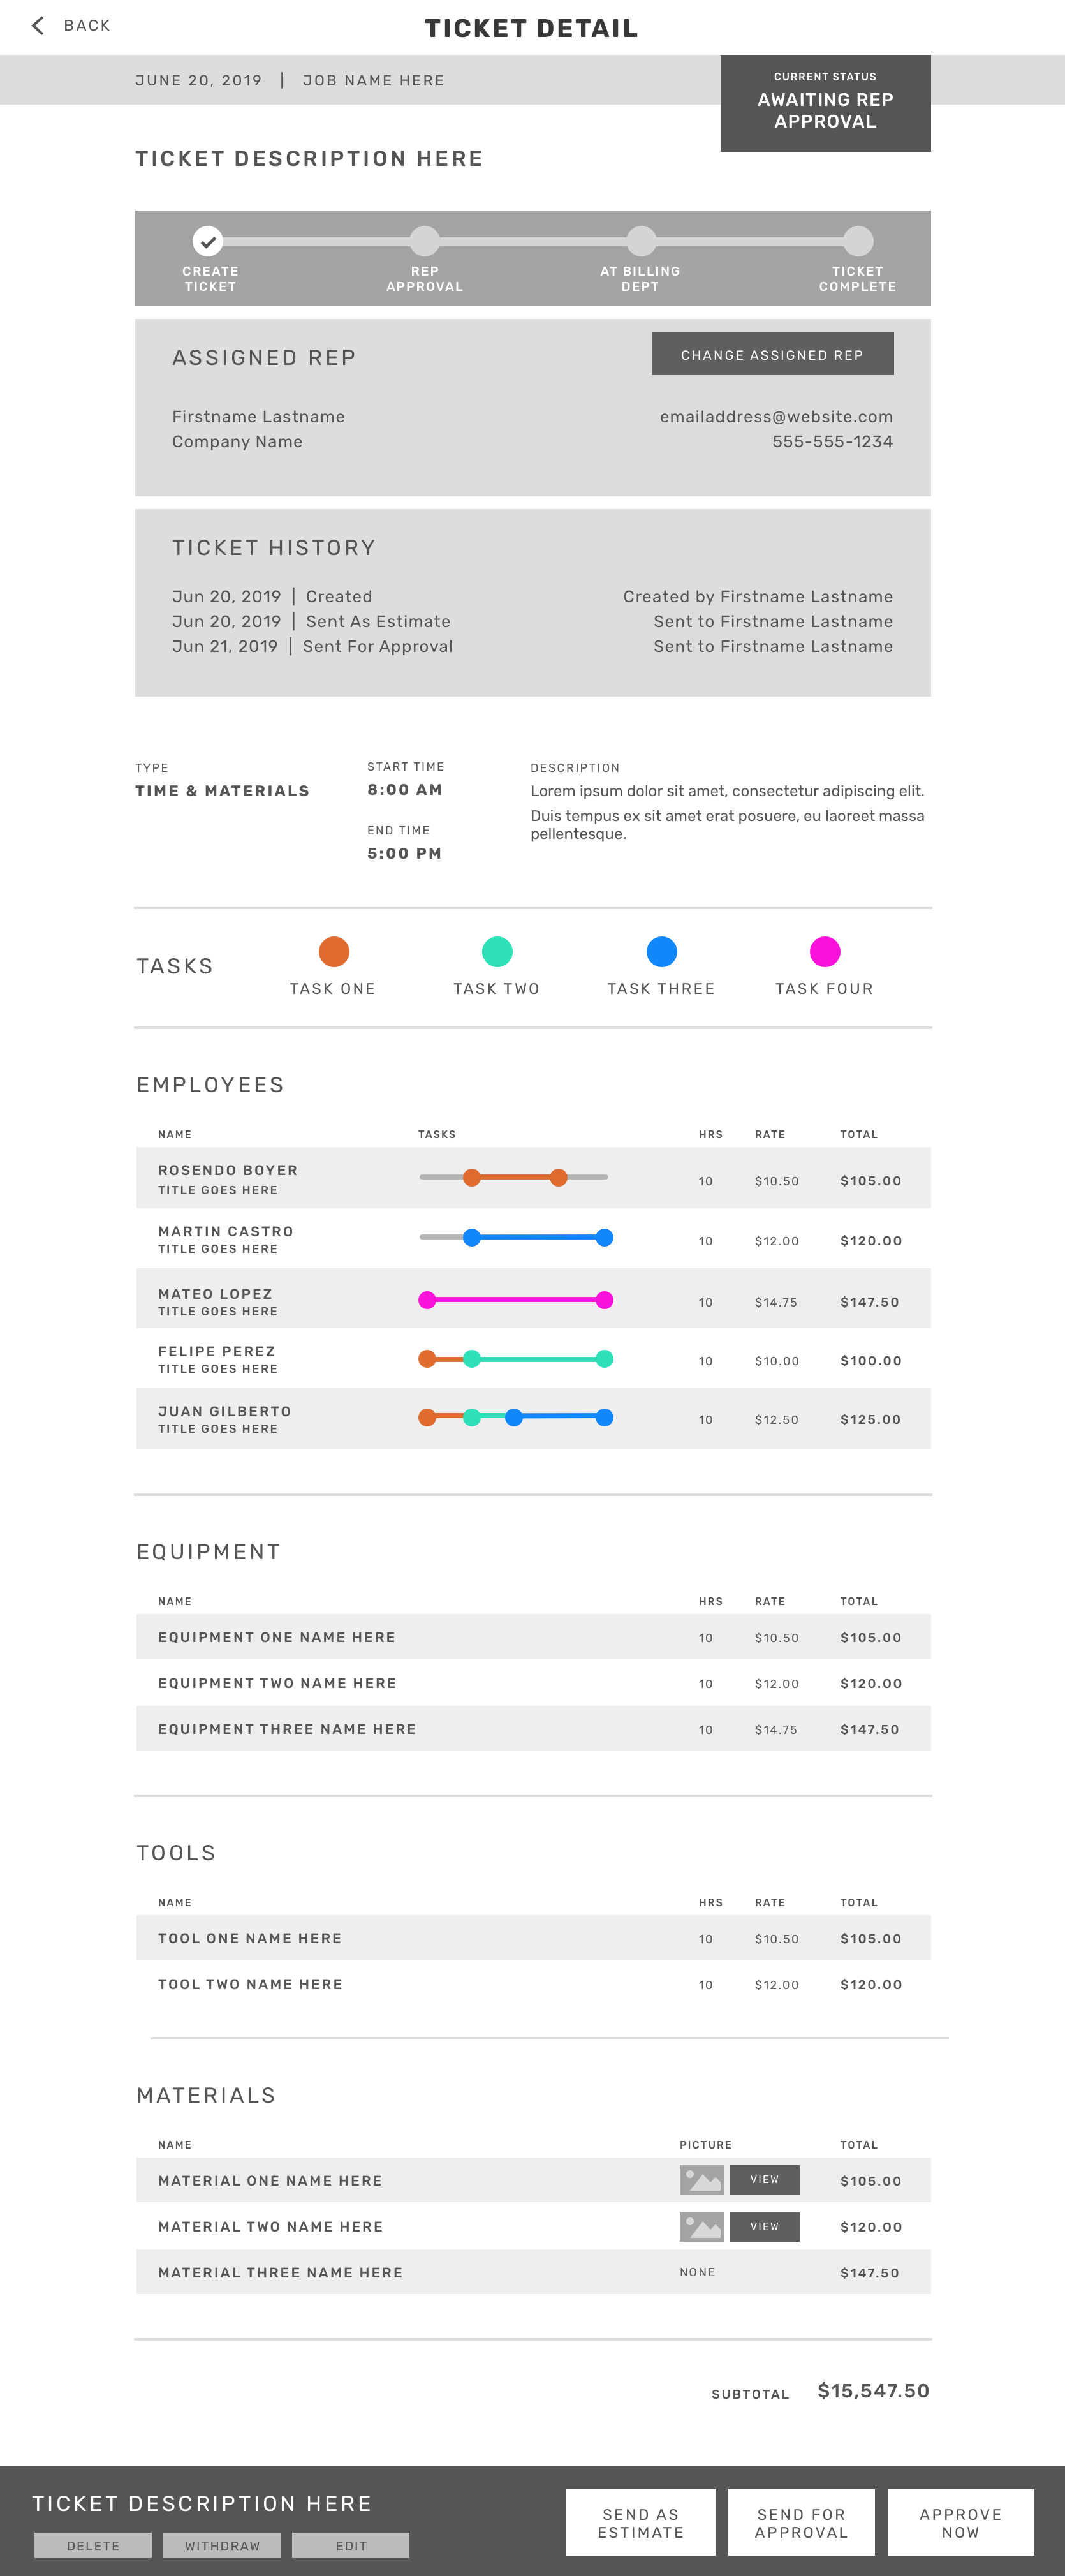 BACK
TICKET DETAIL
JUNE 20, 2019 | JOB NAME HERE
CURRENT STATUS
AWAITING REP
APPROVAL
TICKET DESCRIPTION HERE
CREATE
TICKET
REP
APPROVAL
AT BILLING
DEPT
TICKET
COMPLETE
ASSIGNED REP
CHANGE ASSIGNED REP
Firstname Lastname
emailaddress@website.com
Company Name
555-555-1234
TICKET HISTORY
Jun 20, 2019 | Created
Created by Firstname Lastname
Jun 20, 2019 | Sent As Estimate
Sent to Firstname Lastname
Jun 21, 2019 | Sent For Approval
Sent to Firstname Lastname
TYPE
TIME & MATERIALS
START TIME
8:00 AM
END TIME
5:00 PM
DESCRIPTION
Lorem ipsum dolor sit amet, consectetur adipiscing elit.
Duis tempus ex sit amet erat posuere, eu laoreet massa
pellentesque.
TASKS
TASK ONE
TASK TWO
TASK THREE
TASK FOUR
EMPLOYEES
NAME TASKS HRS RATE TOTAL
ROSENDO BOYER
TITLE GOES HERE
10 $10.50 $105.00
MARTIN CASTRO
TITLE GOES HERE
10 $12.00 $120.00
MATEO LOPEZ
TITLE GOES HERE
10 $14.75 $147.50
FELIPE PEREZ
TITLE GOES HERE
10 $10.00 $100.00
JUAN GILBERTO
TITLE GOES HERE
10 $12.50 $125.00
EQUIPMENT
NAME HRS RATE TOTAL
EQUIPMENT ONE NAME HERE 10 $10.50 $105.00
EQUIPMENT TWO NAME HERE 10 $12.00 $120.00
EQUIPMENT THREE NAME HERE 10 $14.75 $147.50
TOOLS
NAME HRS RATE TOTAL
TOOL ONE NAME HERE 10 $10.50 $105.00
TOOL TWO NAME HERE 10 $12.00 $120.00
MATERIALS
NAME PICTURE TOTAL
MATERIAL ONE NAME HERE VIEW $105.00
MATERIAL TWO NAME HERE VIEW $120.00
MATERIAL THREE NAME HERE NONE $147.50
SUBTOTAL $15,547.50
TICKET DESCRIPTION HERE
DELETE
WITHDRAW
EDIT
SEND AS
ESTIMATE
SEND FOR
APPROVAL
APPROVE
NOW